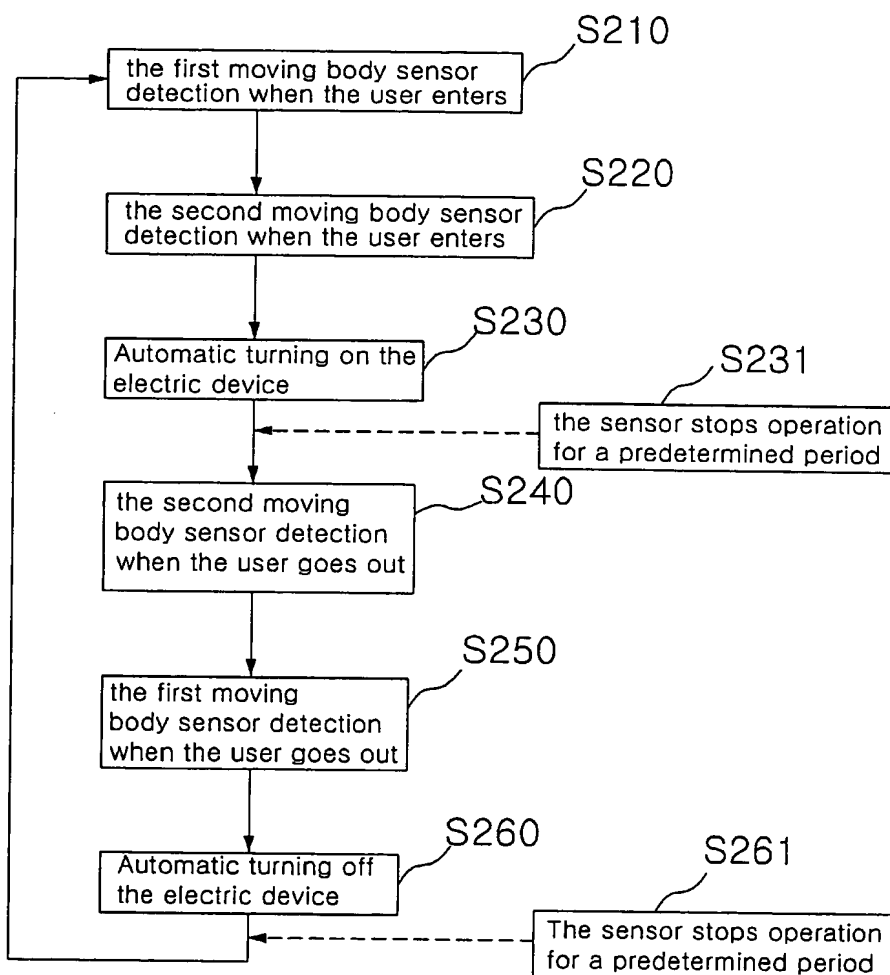 S210
the first moving body sensor
detection when the user enters
S220
the second moving body sensor
detection when the user enters
S230
Automatic turning on the
electric device
S231
the sensor stops operation
for a predetermined period
S240
the second moving
body sensor detection
when the user goes out
S250
the first moving
body sensor detection
when the user goes out
S260
Automatic turning off
the electric device
S261
The sensor stops operation
for a predetermined period